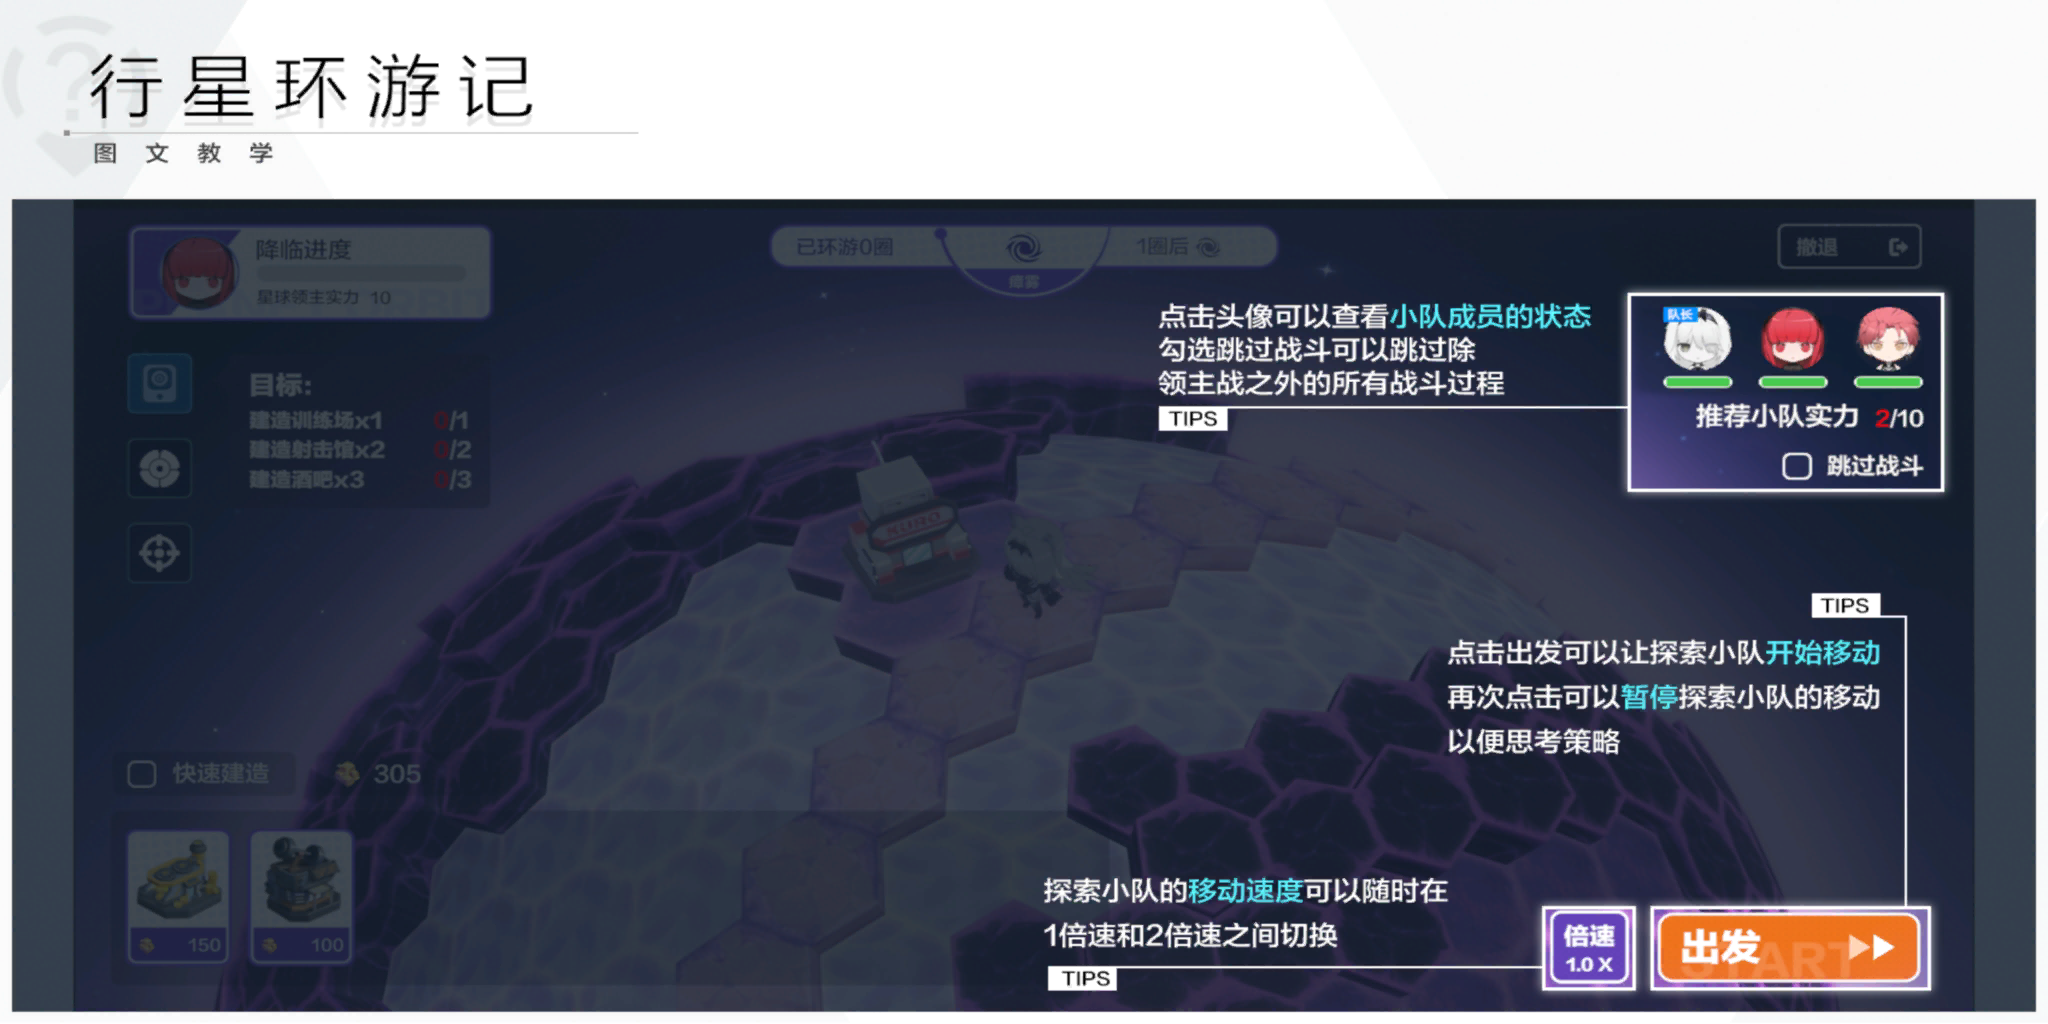 行星环游记
图文教学
降临进度
星球领主实力 10
已环游0圈
瘴雾
1圈后
撤退
目标:
建造训练场x1 0/1
建造射击馆x2 0/2
建造酒吧x3 0/3
点击头像可以查看小队成员的状态
勾选跳过战斗可以跳过除
领主战之外的所有战斗过程
TIPS
队长
推荐小队实力 2/10
跳过战斗
KURO
TIPS
点击出发可以让探索小队开始移动
再次点击可以暂停探索小队的移动
以便思考策略
快速建造 305
150
100
探索小队的移动速度可以随时在
1倍速和2倍速之间切换
TIPS
倍速
1.0 X
出发
START